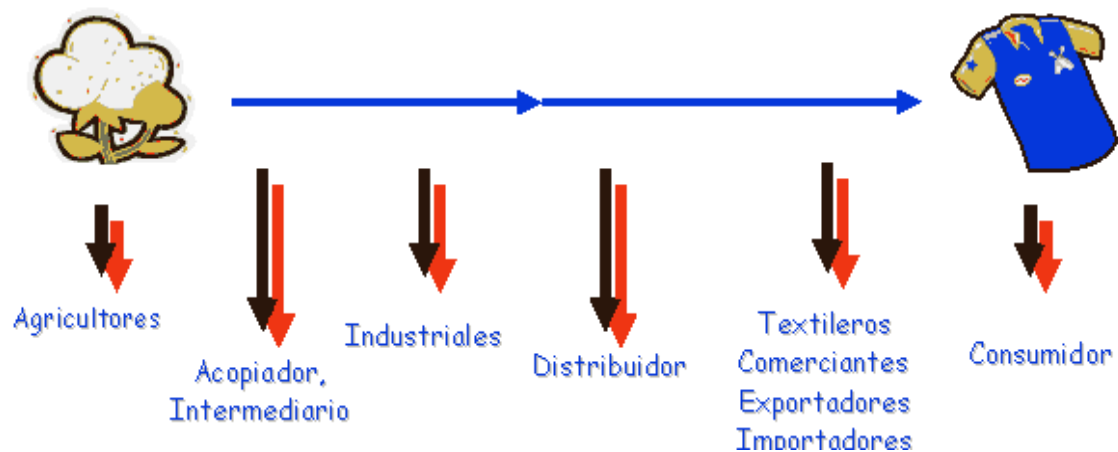 Agricultores
Acopiador,
Intermediario
Industriales
Distribuidor
Textileros
Comerciantes
Exportadores
Importadores
Consumidor